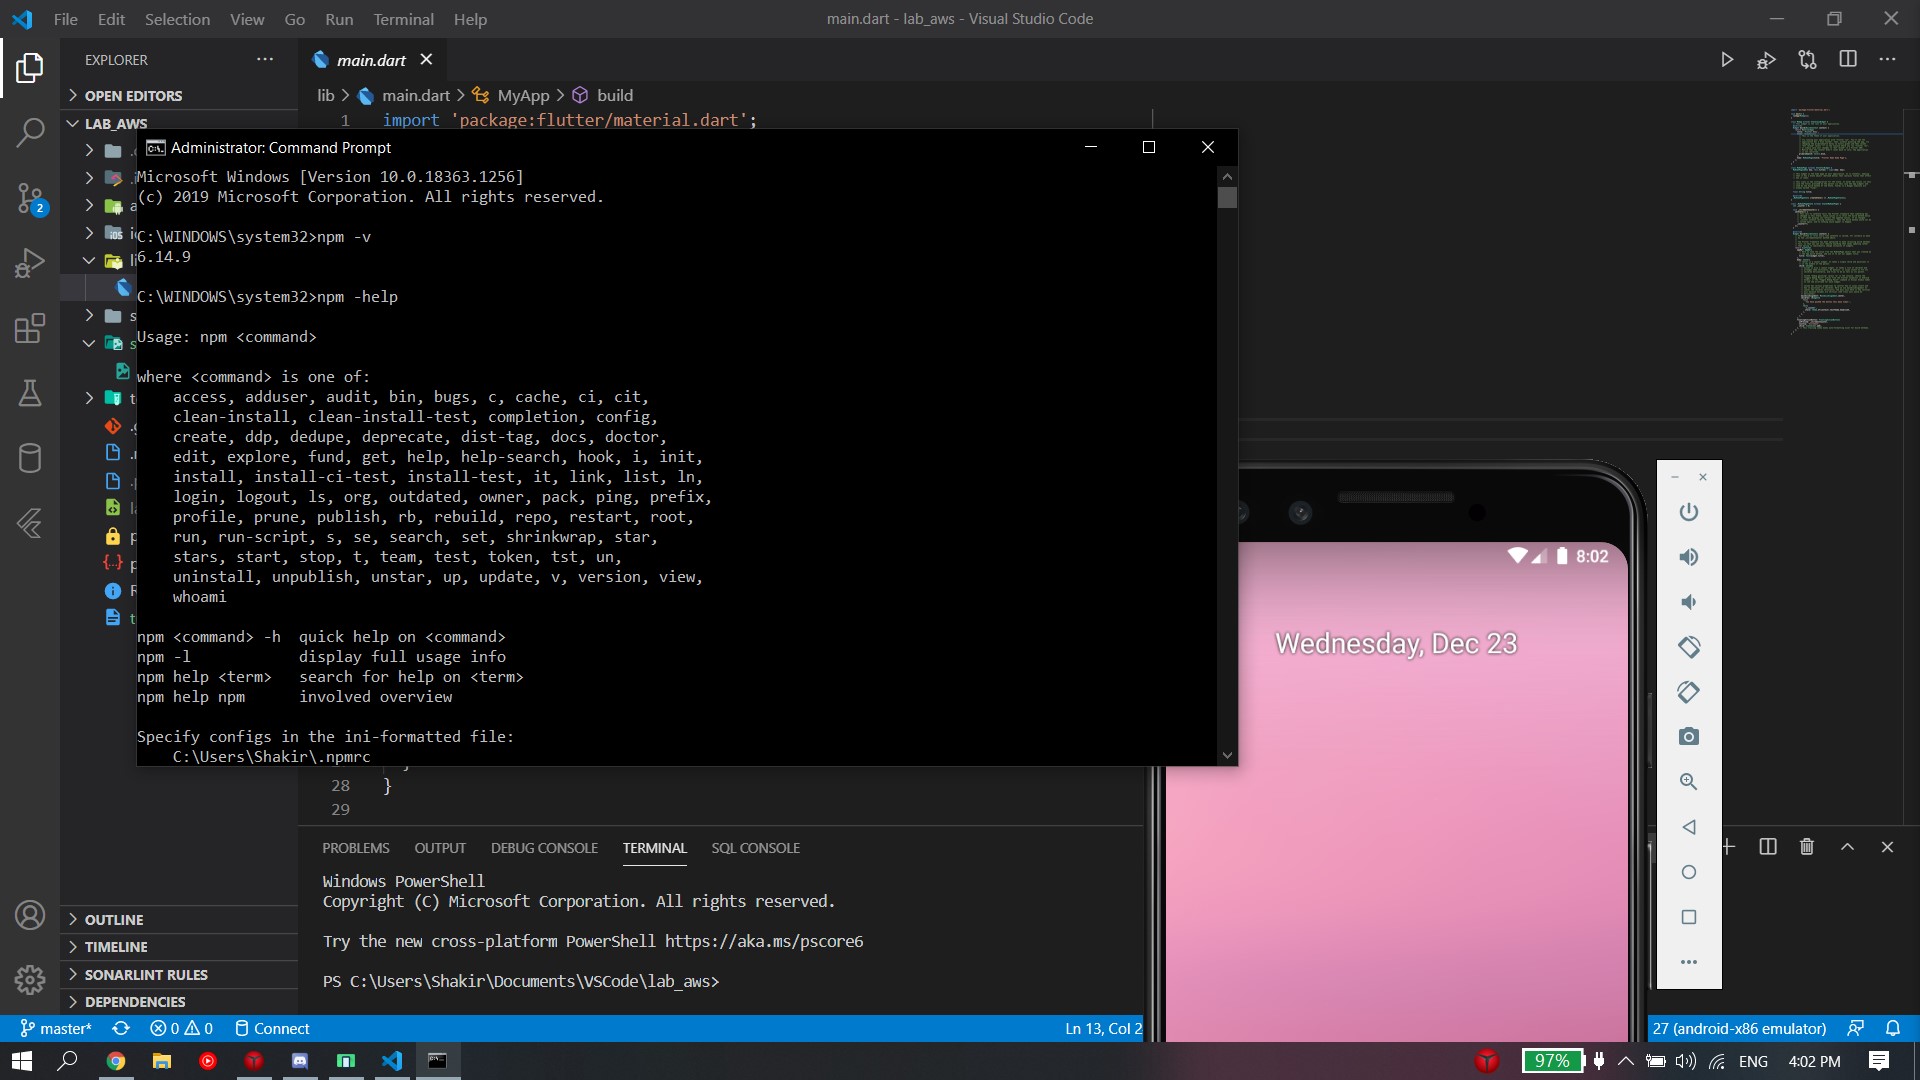 File Edit Selection View Go Run Terminal Help
main.dart - lab_aws - Visual Studio Code
EXPLORER
main.dart
OPEN EDITORS
lib > main.dart > MyApp > build
LAB_AWS
1 import 'package:flutter/material.dart';
Administrator: Command Prompt
Microsoft Windows [Version 10.0.18363.1256]
(c) 2019 Microsoft Corporation. All rights reserved.
C:\WINDOWS\system32>npm -v
6.14.9
C:\WINDOWS\system32>npm -help
Usage: npm <command>
where <command> is one of:
access, adduser, audit, bin, bugs, c, cache, ci, cit,
clean-install, clean-install-test, completion, config,
create, ddp, dedupe, deprecate, dist-tag, docs, doctor,
edit, explore, fund, get, help, help-search, hook, i, init,
install, install-ci-test, install-test, it, link, list, ln,
login, logout, ls, org, outdated, owner, pack, ping, prefix,
profile, prune, publish, rb, rebuild, repo, restart, root,
run, run-script, s, se, search, set, shrinkwrap, star,
stars, start, stop, t, team, test, token, tst, un,
uninstall, unpublish, unstar, up, update, v, version, view,
whoami
npm <command> -h quick help on <command>
npm -l display full usage info
npm help <term> search for help on <term>
npm help npm involved overview
Specify configs in the ini-formatted file:
C:\Users\Shakir\.npmrc
28 }
29
8:02
Wednesday, Dec 23
PROBLEMS OUTPUT DEBUG CONSOLE TERMINAL SQL CONSOLE
Windows PowerShell
Copyright (C) Microsoft Corporation. All rights reserved.
Try the new cross-platform PowerShell https://aka.ms/pscore6
PS C:\Users\Shakir\Documents\VSCode\lab_aws>
OUTLINE
TIMELINE
SONARLINT RULES
DEPENDENCIES
2
master* 0 0 Connect
Ln 13, Col 2
27 (android-x86 emulator)
97% ENG 4:02 PM